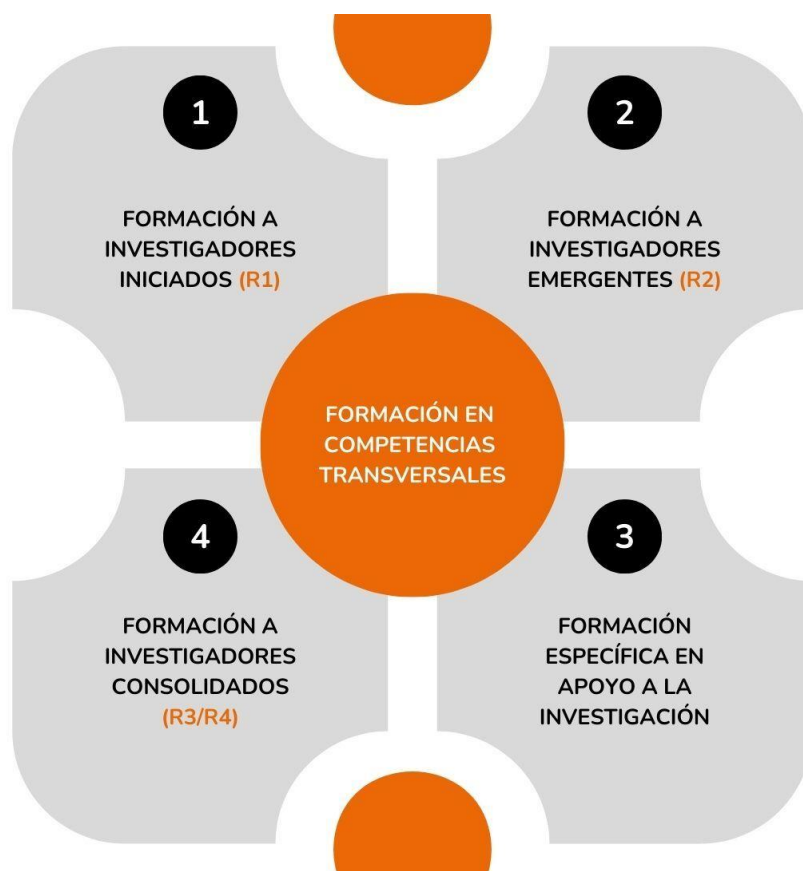 1
FORMACIÓN A
INVESTIGADORES
INICIADOS (R1)
2
FORMACIÓN A
INVESTIGADORES
EMERGENTES (R2)
FORMACIÓN EN
COMPETENCIAS
TRANSVERSALES
4
FORMACIÓN A
INVESTIGADORES
CONSOLIDADOS
(R3/R4)
3
FORMACIÓN
ESPECÍFICA EN
APOYO A LA
INVESTIGACIÓN